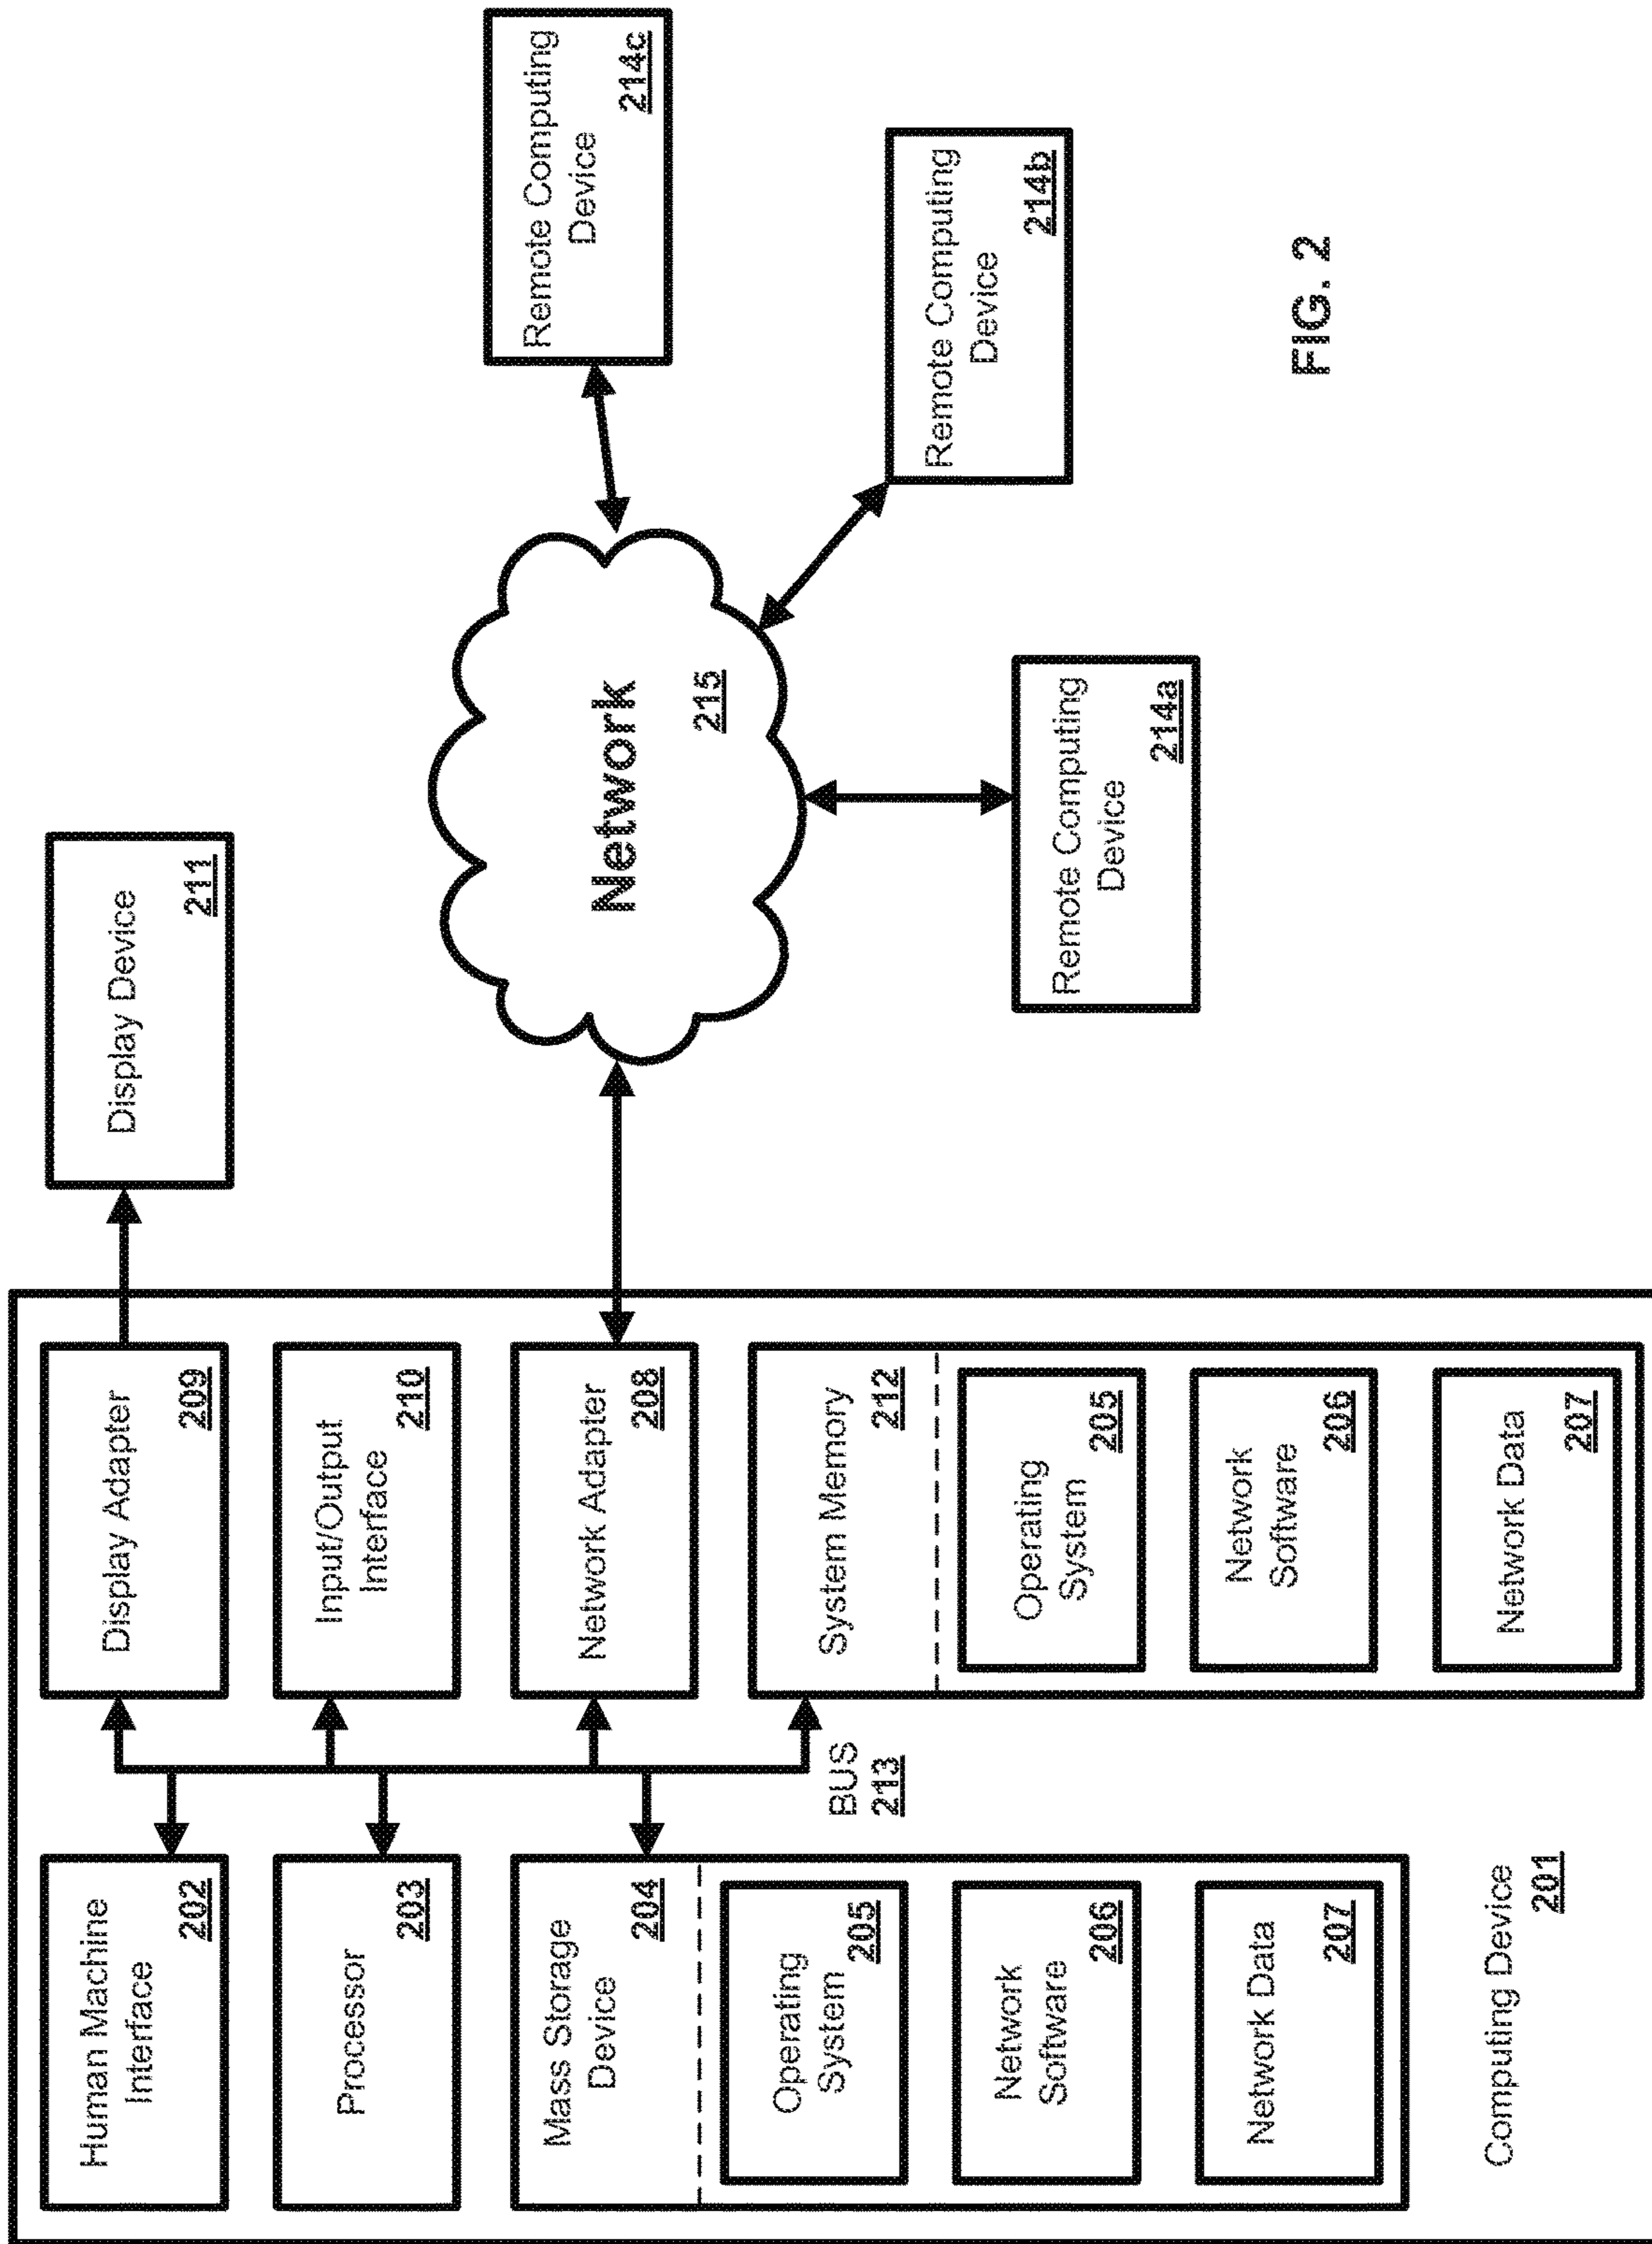 Human Machine
Interface
202
Processor
203
Mass Storage
Device
204
Operating
System
205
Network
Software
206
Network Data
207
Computing Device
201
BUS
213
Display Adapter
209
Input/Output
Interface
210
Network Adapter
208
System Memory
212
Operating
System
205
Network
Software
206
Network Data
207
Display Device
211
Network
215
Remote Computing
Device
214a
Remote Computing
Device
214b
Remote Computing
Device
214c
FIG. 2